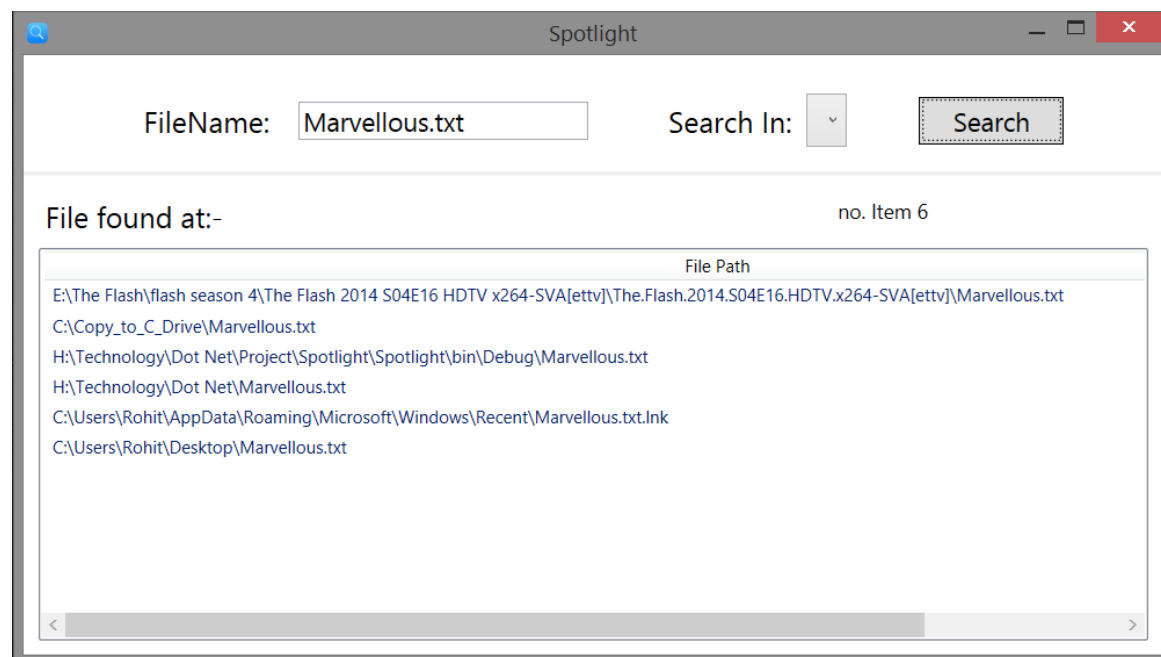 Spotlight
FileName: Marvellous.txt Search In: Search
File found at:- no. Item 6
File Path
E:\The Flash\flash season 4\The Flash 2014 S04E16 HDTV x264-SVA[ettv]\The.Flash.2014.S04E16.HDTV.x264-SVA[ettv]\Marvellous.txt
C:\Copy_to_C_Drive\Marvellous.txt
H:\Technology\Dot Net\Project\Spotlight\Spotlight\bin\Debug\Marvellous.txt
H:\Technology\Dot Net\Marvellous.txt
C:\Users\Rohit\AppData\Roaming\Microsoft\Windows\Recent\Marvellous.txt.lnk
C:\Users\Rohit\Desktop\Marvellous.txt